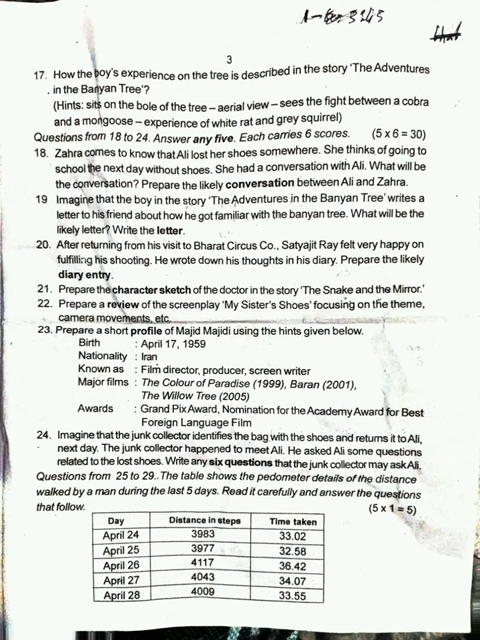 3
17. How the boy's experience on the tree is described in the story 'The Adventures
in the Banyan Tree'?
(Hints: sits on the bole of the tree – aerial view – sees the fight between a cobra
and a mongoose – experience of white rat and grey squirrel)
Questions from 18 to 24. Answer any five. Each carries 6 scores. (5 x 6 = 30)
18. Zahra comes to know that Ali lost her shoes somewhere. She thinks of going to
school the next day without shoes. She had a conversation with Ali. What will be
the conversation? Prepare the likely conversation between Ali and Zahra.
19 Imagine that the boy in the story 'The Adventures in the Banyan Tree' writes a
letter to his friend about how he got familiar with the banyan tree. What will be the
likely letter? Write the letter.
20. After returning from his visit to Bharat Circus Co., Satyajit Ray felt very happy on
fulfilling his shooting. He wrote down his thoughts in his diary. Prepare the likely
diary entry.
21. Prepare the character sketch of the doctor in the story 'The Snake and the Mirror.'
22. Prepare a review of the screenplay 'My Sister's Shoes' focusing on the theme,
camera movements, etc.
23. Prepare a short profile of Majid Majidi using the hints given below.
Birth : April 17, 1959
Nationality : Iran
Known as : Film director, producer, screen writer
Major films : The Colour of Paradise (1999), Baran (2001),
The Willow Tree (2005)
Awards : Grand Pix Award, Nomination for the Academy Award for Best
Foreign Language Film
24. Imagine that the junk collector identifies the bag with the shoes and returns it to Ali,
next day. The junk collector happened to meet Ali. He asked Ali some questions
related to the lost shoes. Write any six questions that the junk collector may ask Ali.
Questions from 25 to 29. The table shows the pedometer details of the distance
walked by a man during the last 5 days. Read it carefully and answer the questions
that follow. (5 x 1 = 5)
Day Distance in steps Time taken
April 24 3983 33.02
April 25 3977 32.58
April 26 4117 36.42
April 27 4043 34.07
April 28 4009 33.55